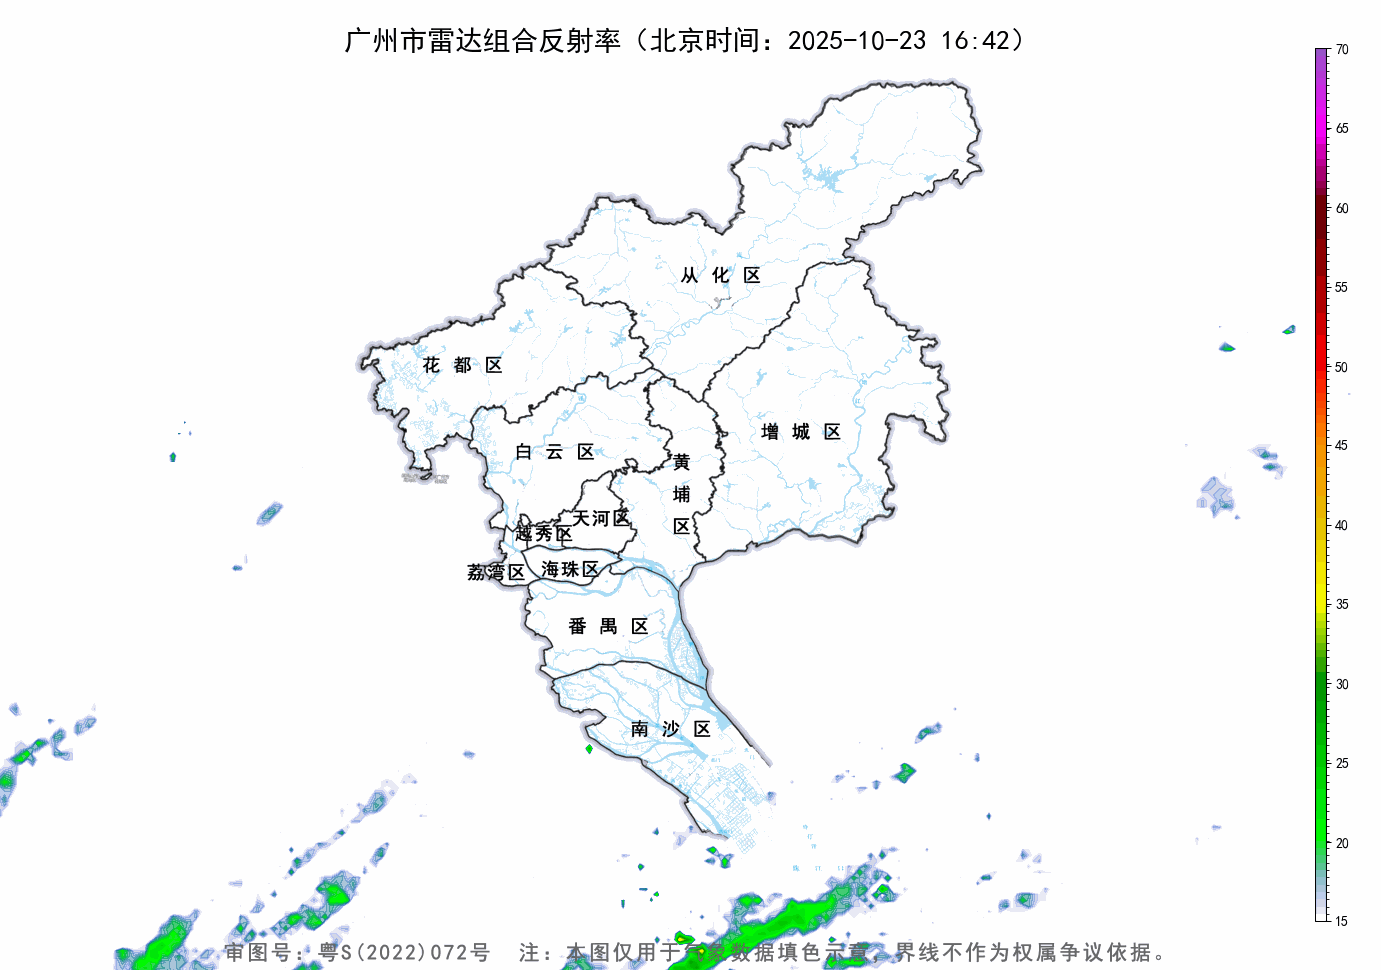 广州市雷达组合反射率（北京时间：2025-10-23 16:42）
70
65
60
55
50
45
40
35
30
25
20
15
从化区
花都区
增城区
白云区
黄埔区
天河区
越秀区
荔湾区
海珠区
番禺区
南沙区
审图号：粤S(2022)072号 注：本图仅用于气象数据填色示意，界线不作为权属争议依据。